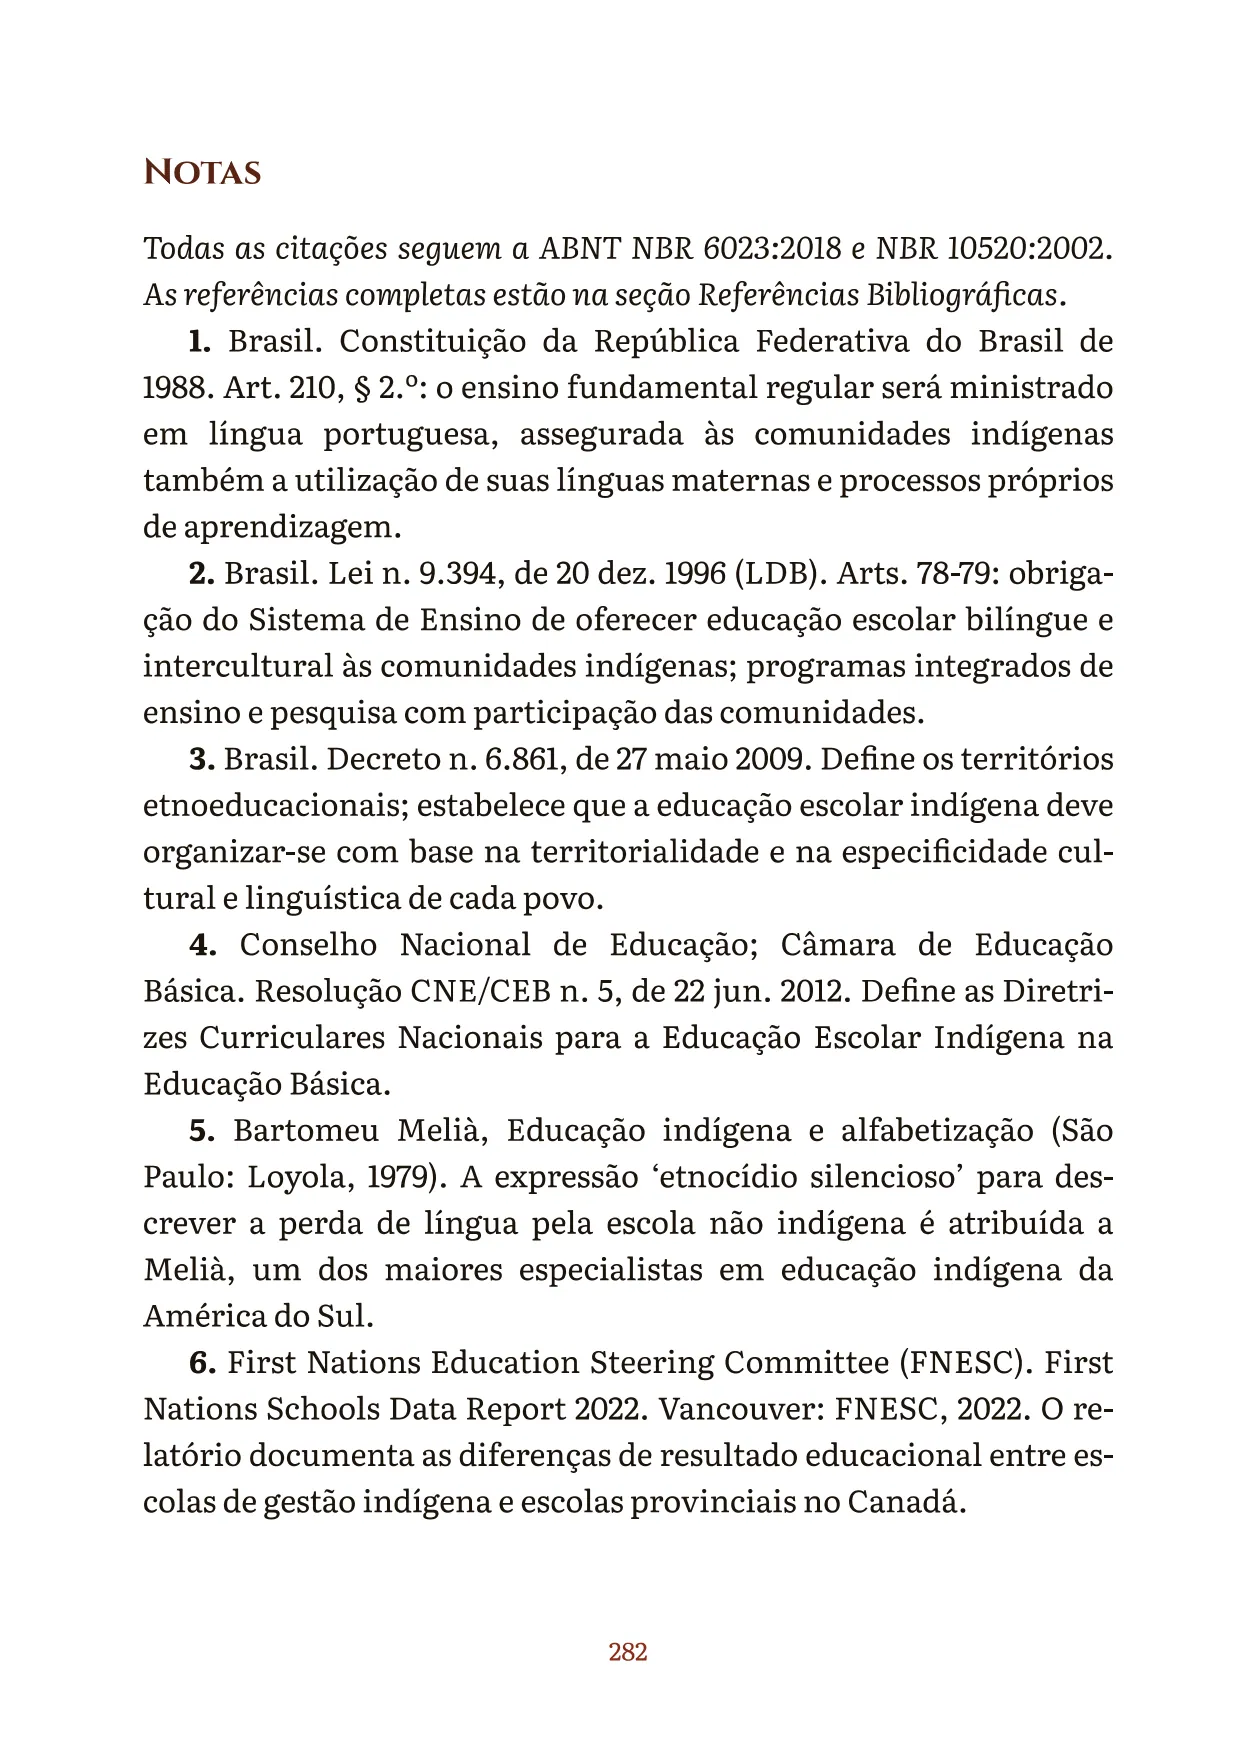 Notas
Todas as citações seguem a ABNT NBR 6023:2018 e NBR 10520:2002.
As referências completas estão na seção Referências Bibliográficas.
1. Brasil. Constituição da República Federativa do Brasil de
1988. Art. 210, § 2.º: o ensino fundamental regular será ministrado
em língua portuguesa, assegurada às comunidades indígenas
também a utilização de suas línguas maternas e processos próprios
de aprendizagem.
2. Brasil. Lei n. 9.394, de 20 dez. 1996 (LDB). Arts. 78-79: obriga-
ção do Sistema de Ensino de oferecer educação escolar bilíngue e
intercultural às comunidades indígenas; programas integrados de
ensino e pesquisa com participação das comunidades.
3. Brasil. Decreto n. 6.861, de 27 maio 2009. Define os territórios
etnoeducacionais; estabelece que a educação escolar indígena deve
organizar-se com base na territorialidade e na especificidade cul-
tural e linguística de cada povo.
4. Conselho Nacional de Educação; Câmara de Educação
Básica. Resolução CNE/CEB n. 5, de 22 jun. 2012. Define as Diretri-
zes Curriculares Nacionais para a Educação Escolar Indígena na
Educação Básica.
5. Bartomeu Melià, Educação indígena e alfabetização (São
Paulo: Loyola, 1979). A expressão ‘etnocídio silencioso’ para des-
crever a perda de língua pela escola não indígena é atribuída a
Melià, um dos maiores especialistas em educação indígena da
América do Sul.
6. First Nations Education Steering Committee (FNESC). First
Nations Schools Data Report 2022. Vancouver: FNESC, 2022. O re-
latório documenta as diferenças de resultado educacional entre es-
colas de gestão indígena e escolas provinciais no Canadá.
282